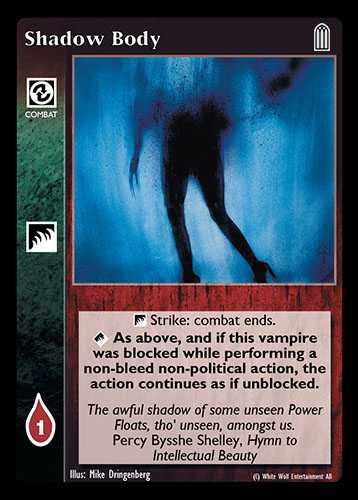 Shadow Body
COMBAT
Strike: combat ends.
As above, and if this vampire
was blocked while performing a
non-bleed non-political action, the
action continues as if unblocked.
The awful shadow of some unseen Power
Floats, tho' unseen, amongst us.
Percy Bysshe Shelley, Hymn to
Intellectual Beauty
1
Illus: Mike Dringenberg
(C) White Wolf Entertainment AB